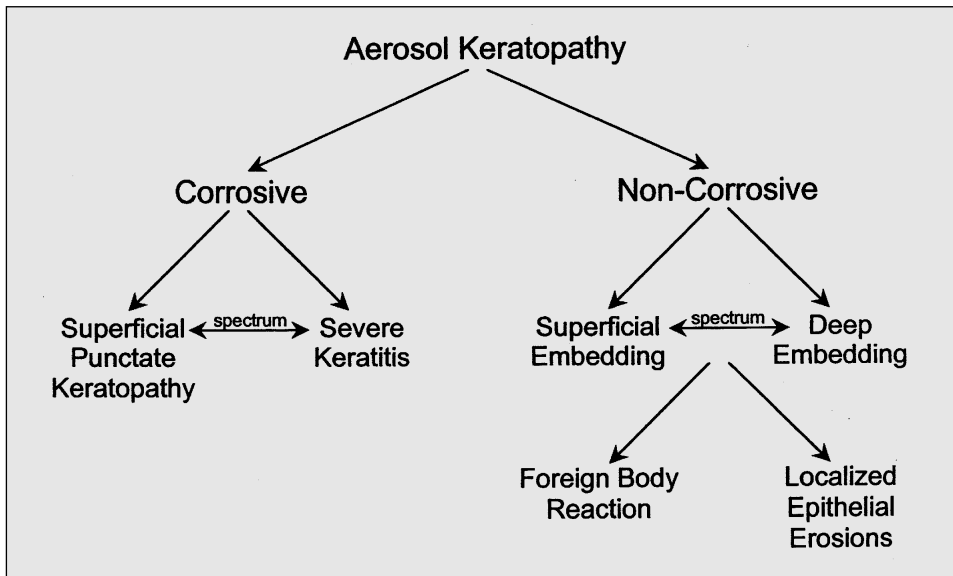 Aerosol Keratopathy
Corrosive
Non-Corrosive
Superficial
Punctate
Keratopathy
spectrum
Severe
Keratitis
Superficial
Embedding
spectrum
Deep
Embedding
Foreign Body
Reaction
Localized
Epithelial
Erosions